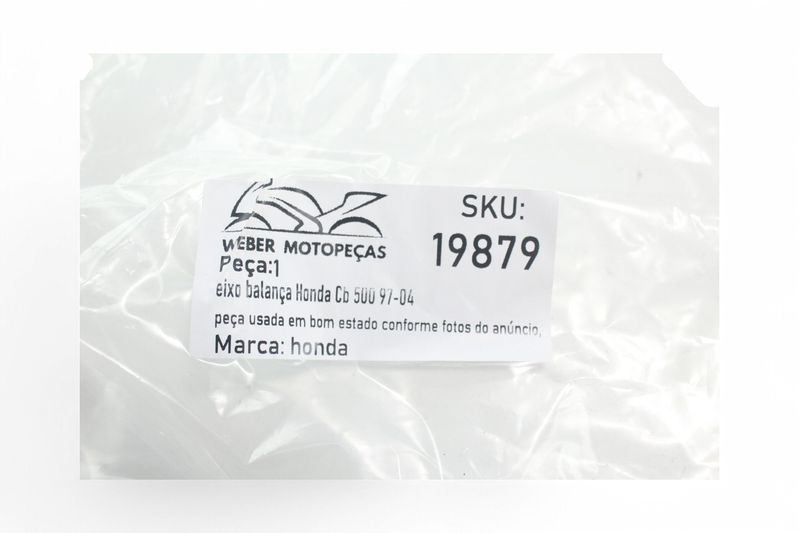 WEBER MOTOPEÇAS
SKU:
19879
Peça:1
eixo balança Honda Cb 500 97-04
peça usada em bom estado conforme fotos do anúncio,
Marca: honda